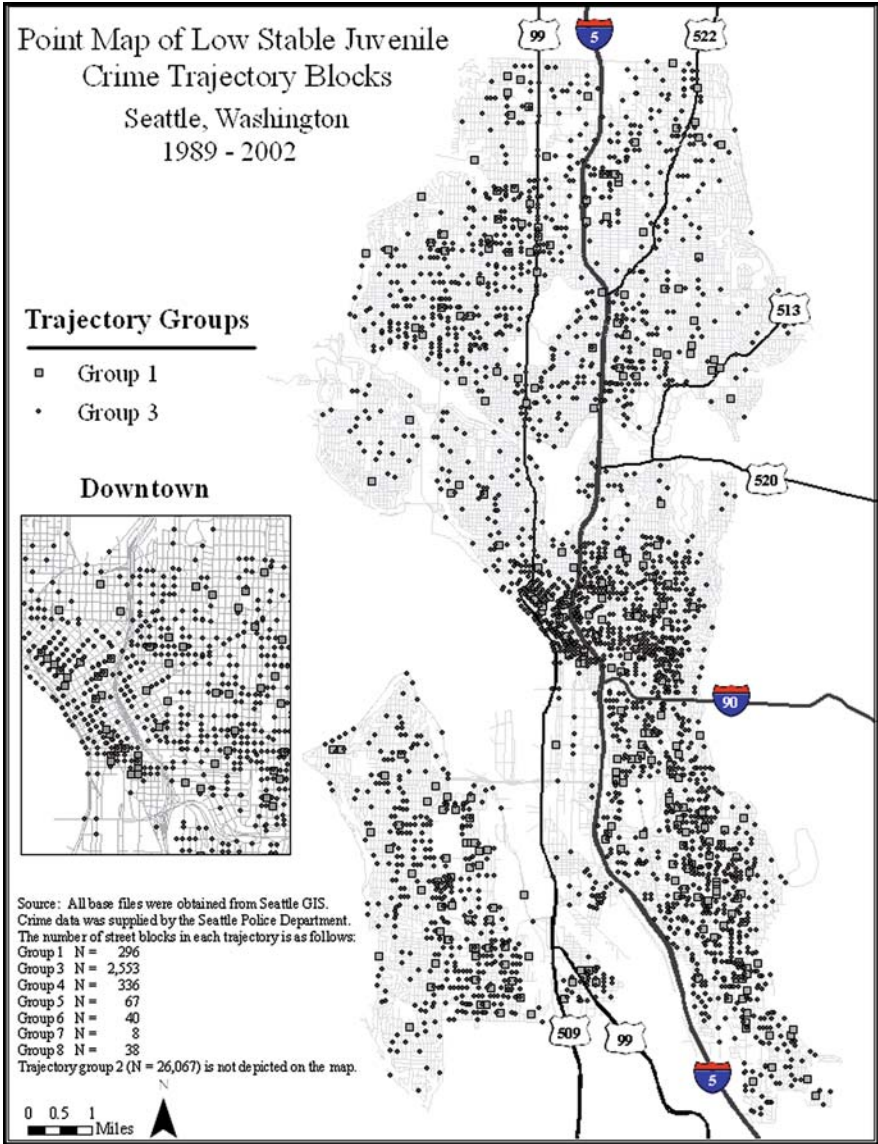 Point Map of Low Stable Juvenile
Crime Trajectory Blocks
Seattle, Washington
1989 - 2002
99
5
522
513
Trajectory Groups
Group 1
Group 3
520
Downtown
90
Source: All base files were obtained from Seattle GIS.
Crime data was supplied by the Seattle Police Department.
The number of street blocks in each trajectory is as follows:
Group 1 N = 296
Group 3 N = 2,553
Group 4 N = 336
Group 5 N = 67
Group 6 N = 40
Group 7 N = 8
Group 8 N = 38
Trajectory group 2 (N = 26,067) is not depicted on the map.
509
99
5
N
0 0.5 1
Miles